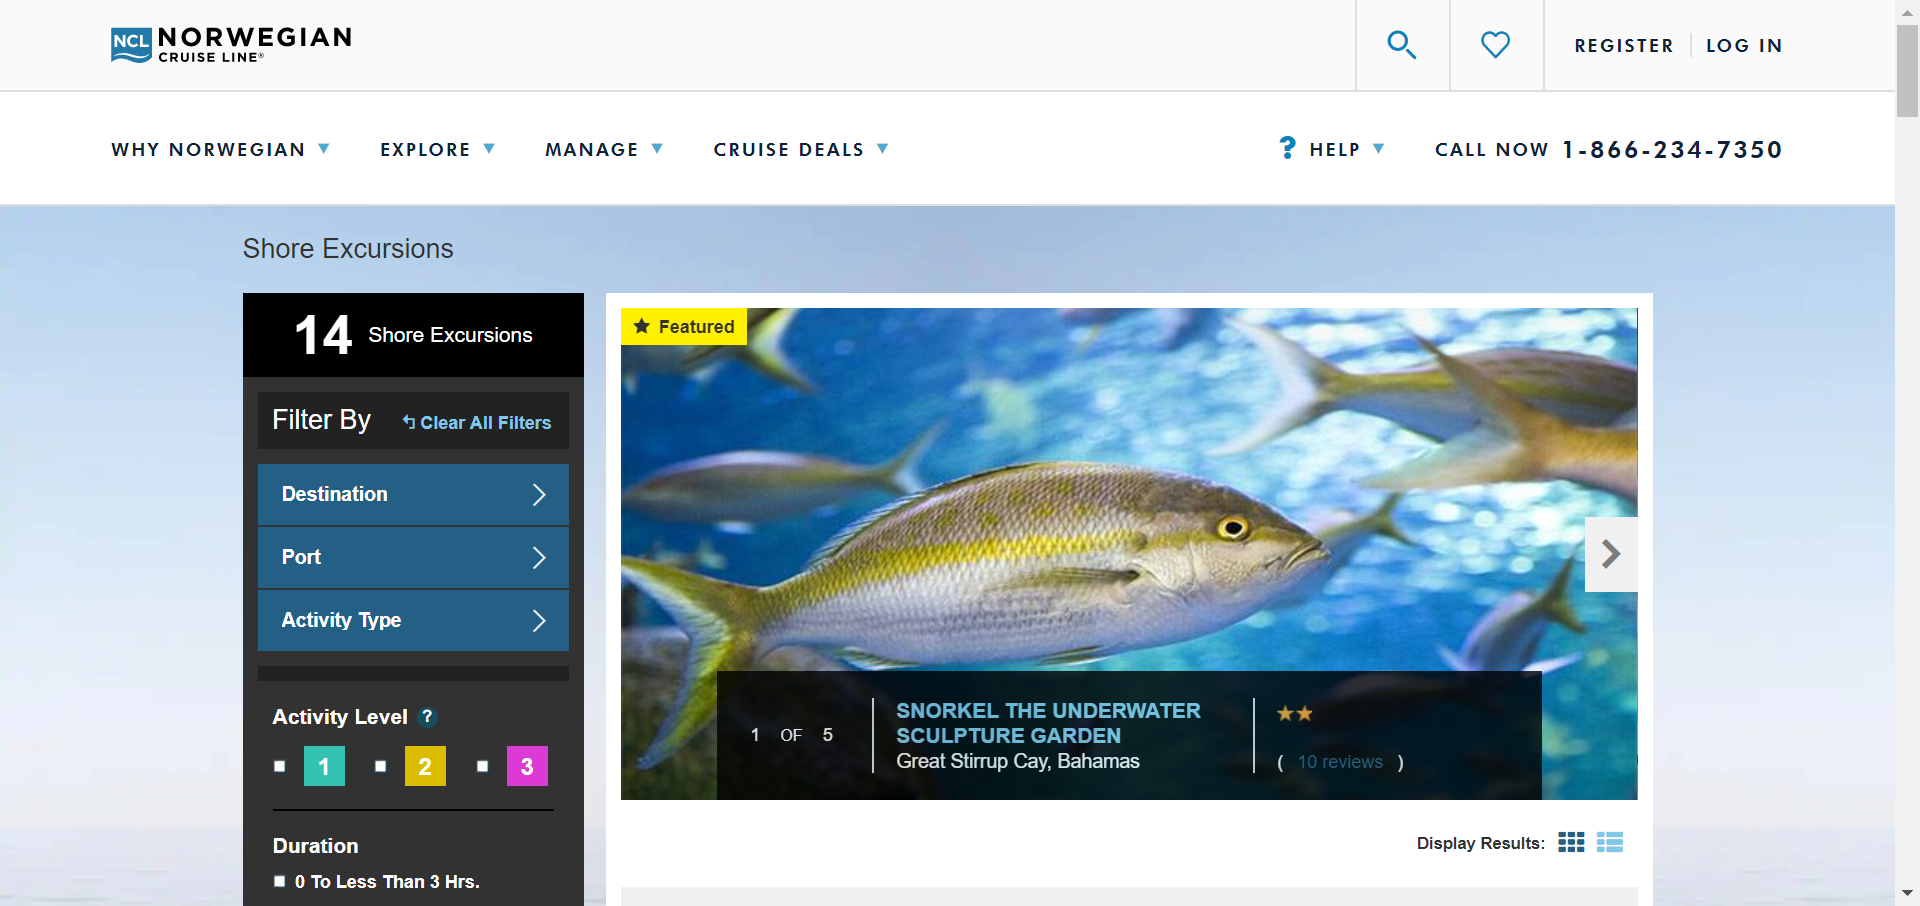 NCL NORWEGIAN
CRUISE LINE®
REGISTER
LOG IN
WHY NORWEGIAN
EXPLORE
MANAGE
CRUISE DEALS
? HELP
CALL NOW 1-866-234-7350
Shore Excursions
14 Shore Excursions
Filter By
Clear All Filters
Destination
Port
Activity Type
Activity Level ?
1
2
3
Duration
0 To Less Than 3 Hrs.
Featured
1 OF 5
SNORKEL THE UNDERWATER
SCULPTURE GARDEN
Great Stirrup Cay, Bahamas
( 10 reviews )
Display Results: